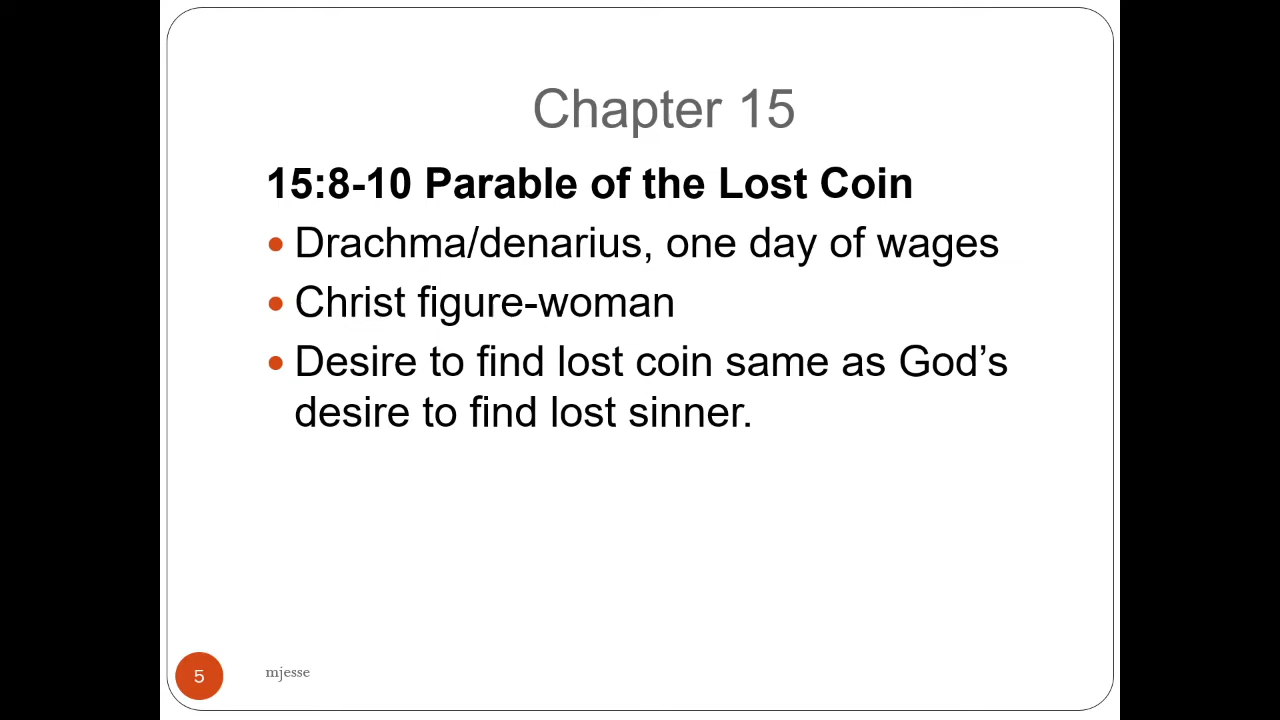 Chapter 15
15:8-10 Parable of the Lost Coin
• Drachma/denarius, one day of wages
• Christ figure-woman
• Desire to find lost coin same as God’s
desire to find lost sinner.
5
mjesse